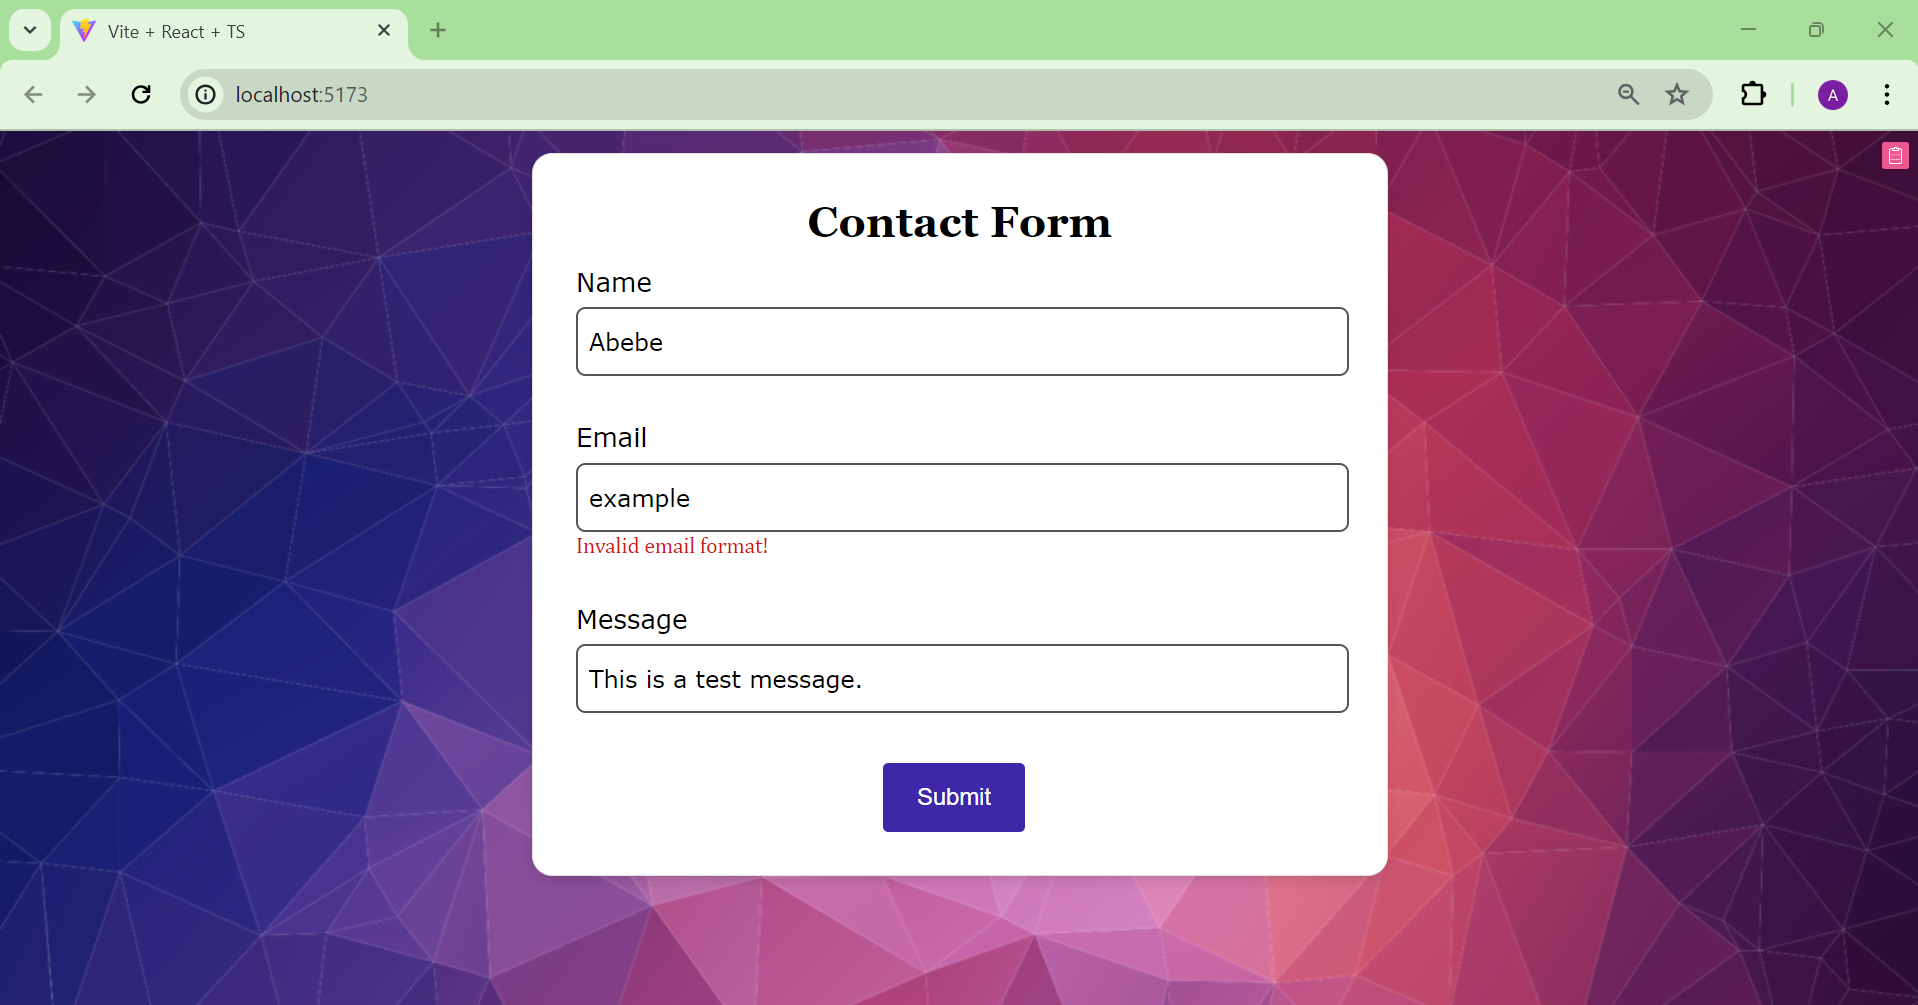 Vite + React + TS
localhost:5173
A
Contact Form
Name
Abebe
Email
example
Invalid email format!
Message
This is a test message.
Submit